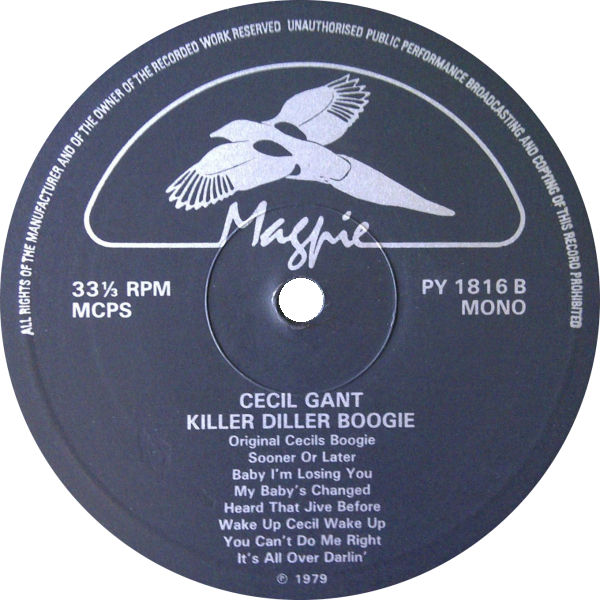 ALL RIGHTS OF THE MANUFACTURER AND OF THE OWNER OF THE RECORDED WORK RESERVED UNAUTHORISED PUBLIC PERFORMANCE BROADCASTING AND COPYING OF THIS RECORD PROHIBITED
Magpie
33⅓ RPM PY 1816 B
MCPS MONO
CECIL GANT
KILLER DILLER BOOGIE
Original Cecils Boogie
Sooner Or Later
Baby I'm Losing You
My Baby's Changed
Heard That Jive Before
Wake Up Cecil Wake Up
You Can't Do Me Right
It's All Over Darlin'
℗ 1979